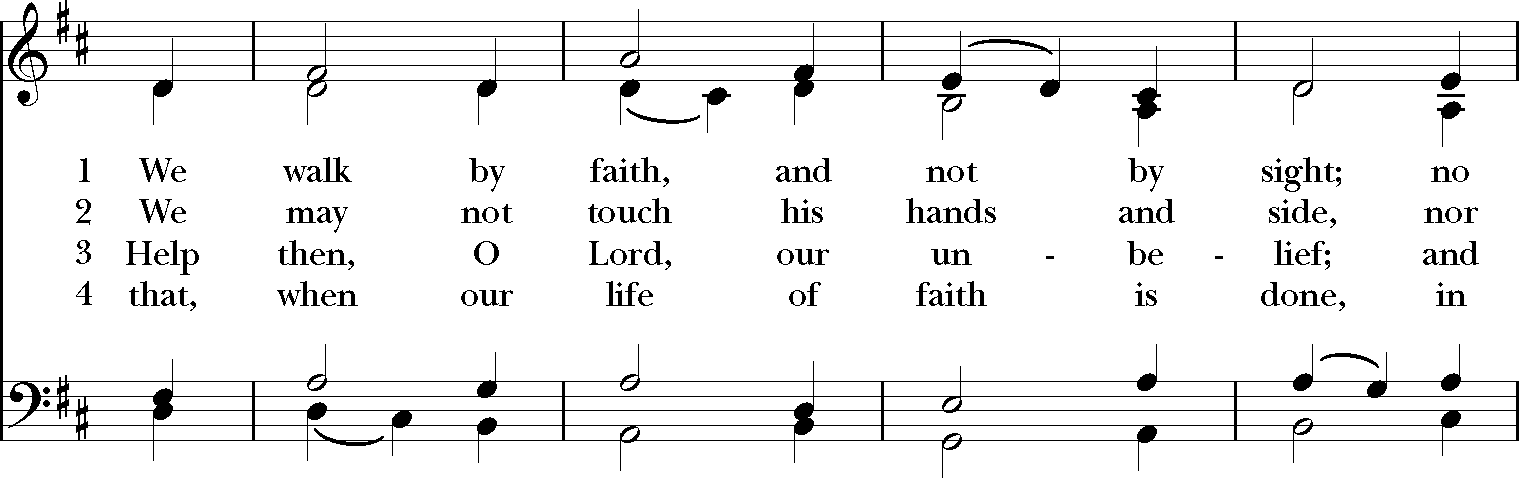 1 We walk by faith, and not by sight; no
2 We may not touch his hands and side, nor
3 Help then, O Lord, our un - be - lief; and
4 that, when our life of faith is done, in